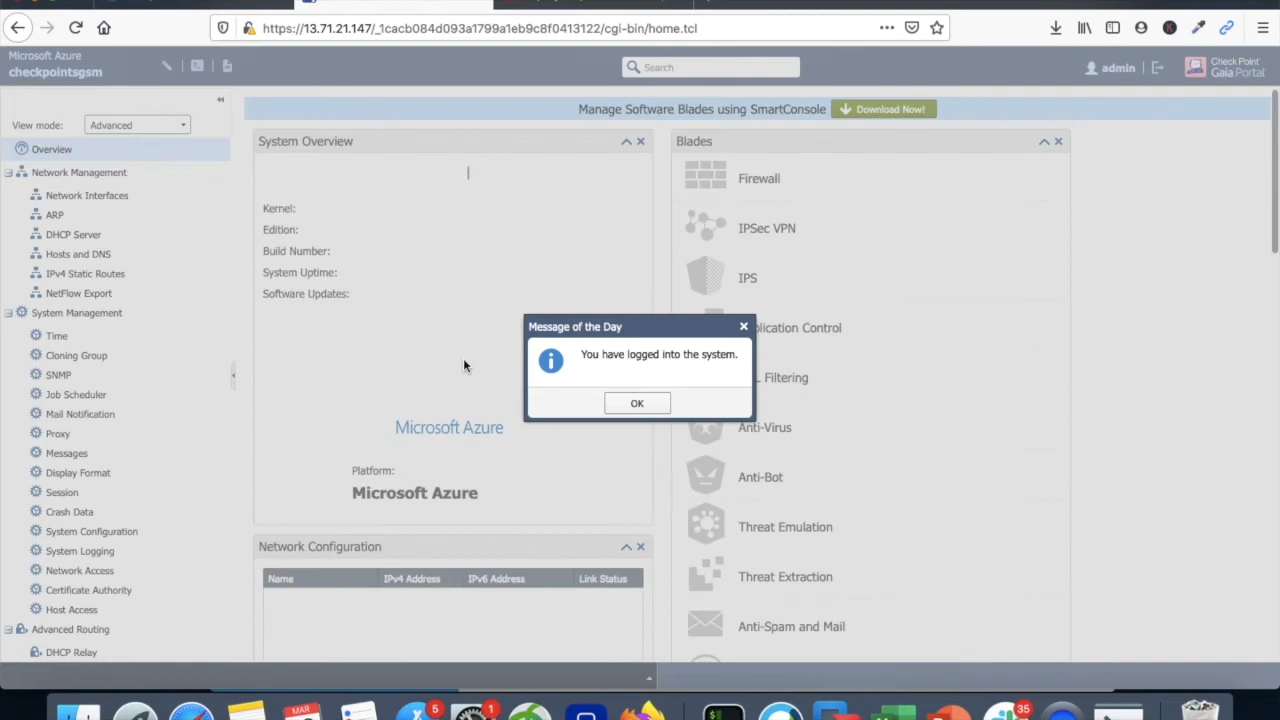 https://13.71.21.147/_1cacb084d093a1799a1eb9c8f0413122/cgi-bin/home.tcl
Microsoft Azure
checkpointsgsm
Search
admin
Check Point
Gaia Portal
View mode: Advanced
Manage Software Blades using SmartConsole Download Now!
Overview
Network Management
Network Interfaces
ARP
DHCP Server
Hosts and DNS
IPv4 Static Routes
NetFlow Export
System Management
Time
Cloning Group
SNMP
Job Scheduler
Mail Notification
Proxy
Messages
Display Format
Session
Crash Data
System Configuration
System Logging
Network Access
Certificate Authority
Host Access
Advanced Routing
DHCP Relay
System Overview
Kernel:
Edition:
Build Number:
System Uptime:
Software Updates:
Microsoft Azure
Platform:
Microsoft Azure
Network Configuration
Name IPv4 Address IPv6 Address Link Status
Message of the Day
You have logged into the system.
OK
Blades
Firewall
IPSec VPN
IPS
plication Control
Filtering
Anti-Virus
Anti-Bot
Threat Emulation
Threat Extraction
Anti-Spam and Mail
MAR
5
1
35